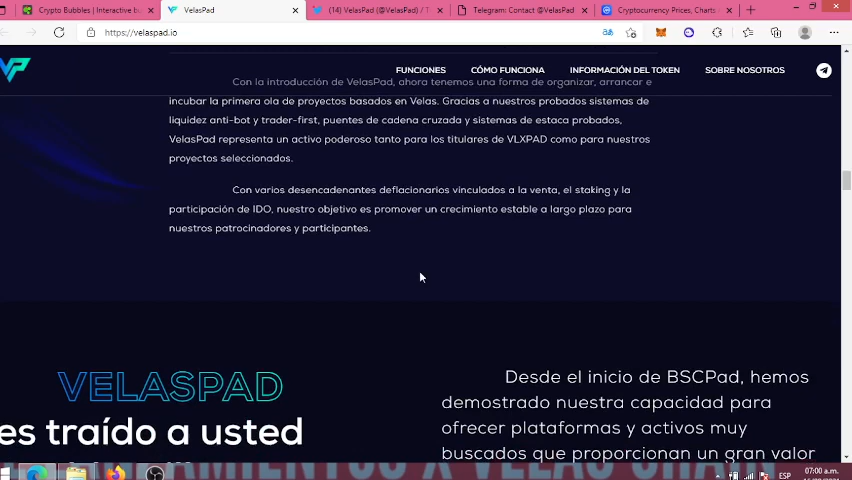 Crypto Bubbles | Interactive bu
VelasPad
(14) VelasPad (@VelasPad) / T
Telegram: Contact @VelasPad
Cryptocurrency Prices, Charts
https://velaspad.io
FUNCIONES
CÓMO FUNCIONA
INFORMACIÓN DEL TOKEN
SOBRE NOSOTROS
Con la introducción de VelasPad, ahora tenemos una forma de organizar, arrancar e
incubar la primera ola de proyectos basados en Velas. Gracias a nuestros probados sistemas de
liquidez anti-bot y trader-first, puentes de cadena cruzada y sistemas de estaca probados,
VelasPad representa un activo poderoso tanto para los titulares de VLXPAD como para nuestros
proyectos seleccionados.
Con varios desencadenantes deflacionarios vinculados a la venta, el staking y la
participación de IDO, nuestro objetivo es promover un crecimiento estable a largo plazo para
nuestros patrocinadores y participantes.
VELASPAD
es traído a usted
Desde el inicio de BSCPad, hemos
demostrado nuestra capacidad para
ofrecer plataformas y activos muy
buscados que proporcionan un gran valor
ESP
07:00 a.m.